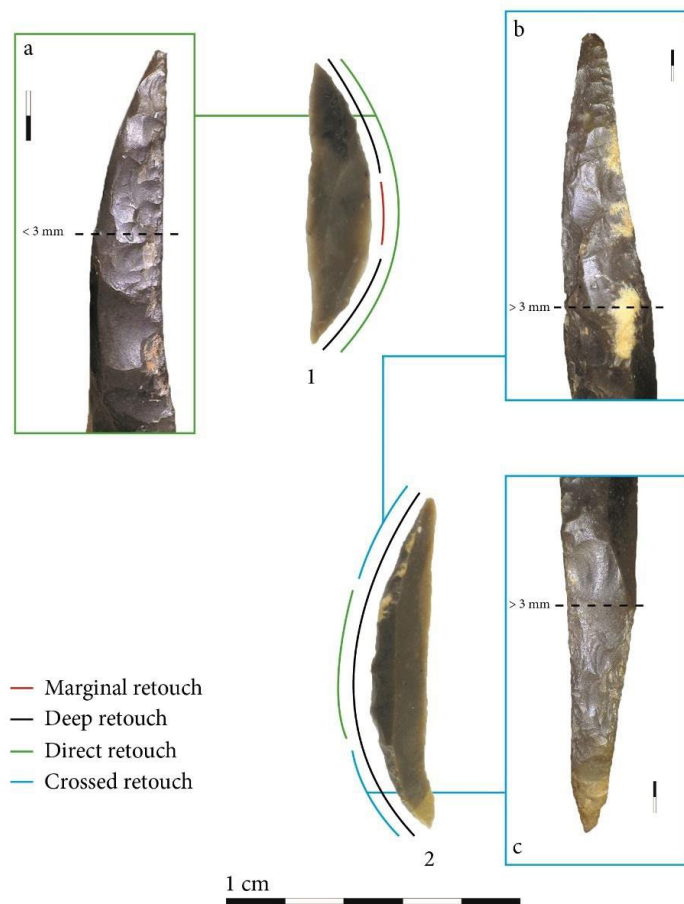 a
b
< 3 mm
> 3 mm
1
> 3 mm
Marginal retouch
Deep retouch
Direct retouch
Crossed retouch
2
c
1 cm